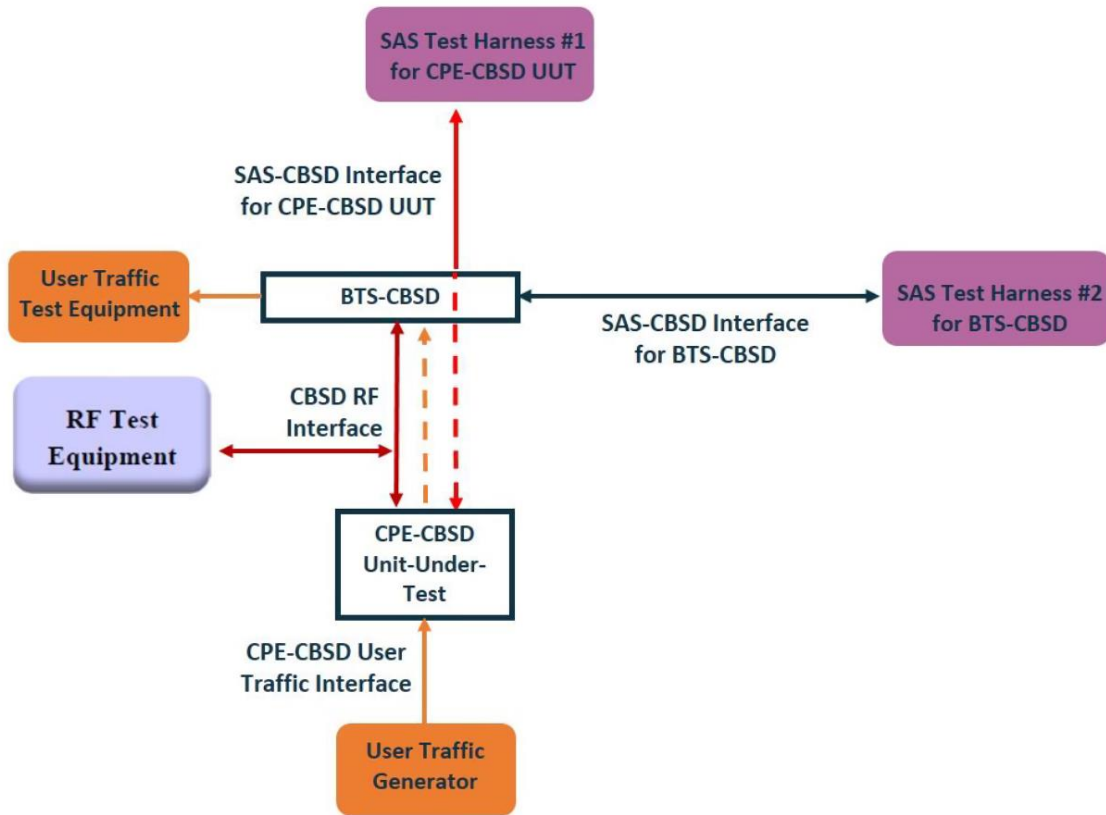 SAS Test Harness #1
for CPE-CBSD UUT
SAS-CBSD Interface
for CPE-CBSD UUT
User Traffic
Test Equipment
BTS-CBSD
SAS Test Harness #2
for BTS-CBSD
SAS-CBSD Interface
for BTS-CBSD
CBSD RF
Interface
RF Test
Equipment
CPE-CBSD
Unit-Under-
Test
CPE-CBSD User
Traffic Interface
User Traffic
Generator